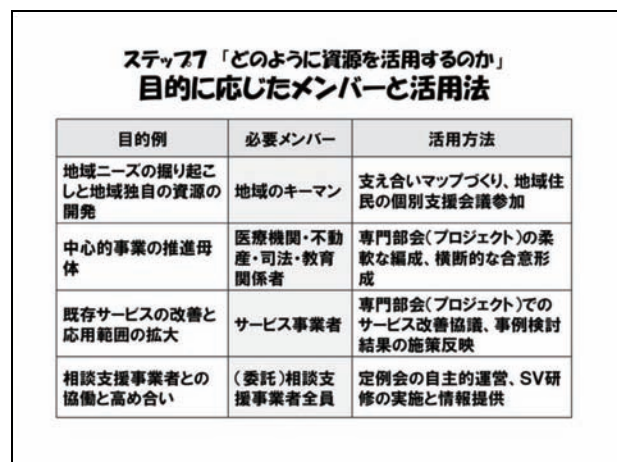 ステップ7 「どのように資源を活用するのか」
目的に応じたメンバーと活用法
目的例
必要メンバー
活用方法
地域ニーズの掘り起こ
しと地域独自の資源の
開発
地域のキーマン
支え合いマップづくり、地域住
民の個別支援会議参加
中心的事業の推進母
体
医療機関・不動
産・司法・教育
関係者
専門部会(プロジェクト)の柔
軟な編成、横断的な合意形
成
既存サービスの改善と
応用範囲の拡大
サービス事業者
専門部会(プロジェクト)での
サービス改善協議、事例検討
結果の施策反映
相談支援事業者との
協働と高め合い
(委託)相談支
援事業者全員
定例会の自主的運営、SV研
修の実施と情報提供